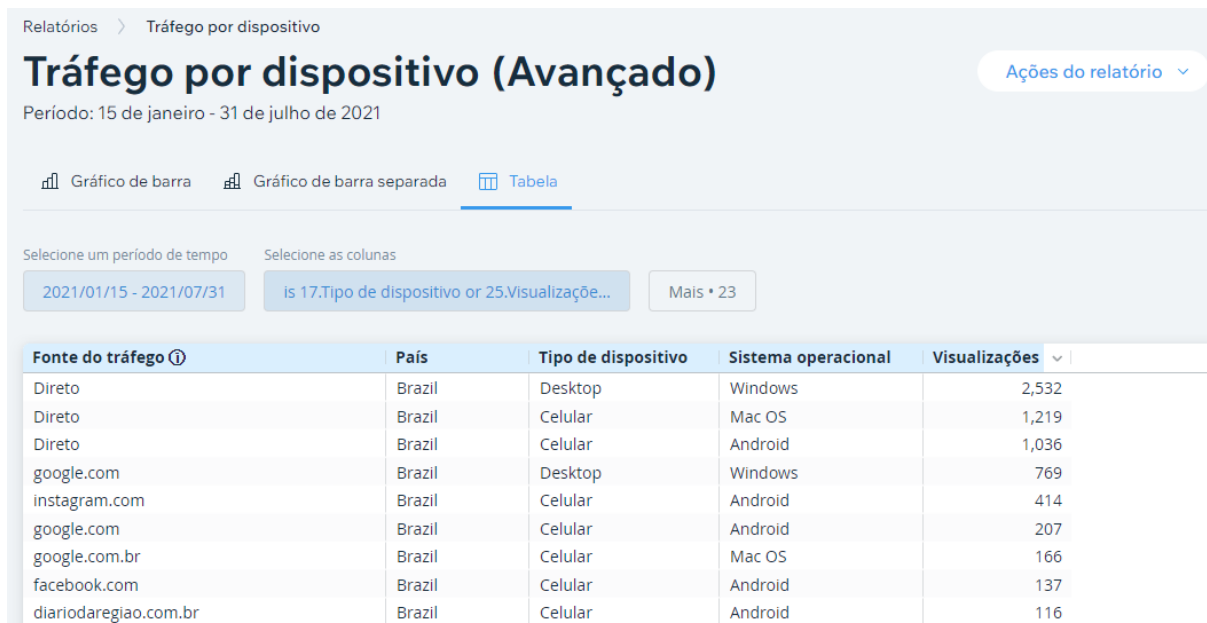 Relatórios > Tráfego por dispositivo
Tráfego por dispositivo (Avançado)
Ações do relatório
Período: 15 de janeiro - 31 de julho de 2021
Gráfico de barra Gráfico de barra separada Tabela
Selecione um período de tempo Selecione as colunas
2021/01/15 - 2021/07/31 is 17.Tipo de dispositivo or 25.Visualizaçõe... Mais • 23
Fonte do tráfego País Tipo de dispositivo Sistema operacional Visualizações
Direto Brazil Desktop Windows 2,532
Direto Brazil Celular Mac OS 1,219
Direto Brazil Celular Android 1,036
google.com Brazil Desktop Windows 769
instagram.com Brazil Celular Android 414
google.com Brazil Celular Android 207
google.com.br Brazil Celular Mac OS 166
facebook.com Brazil Celular Android 137
diariodaregiao.com.br Brazil Celular Android 116